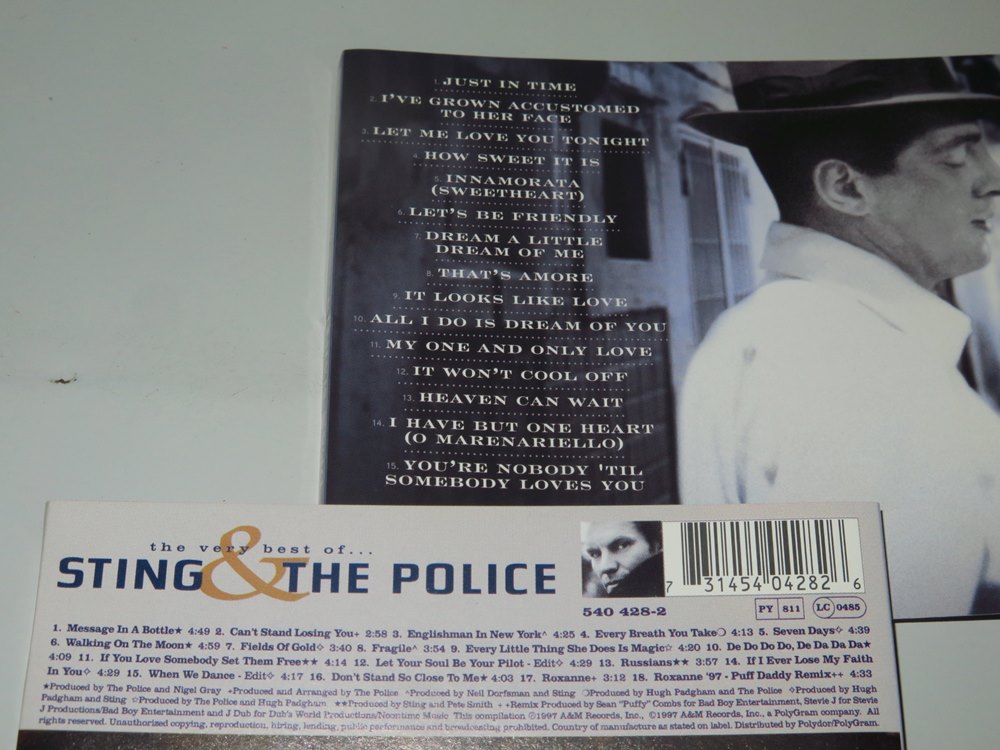 1. JUST IN TIME
2. I'VE GROWN ACCUSTOMED
TO HER FACE
3. LET ME LOVE YOU TONIGHT
4. HOW SWEET IT IS
5. INNAMORATA
(SWEETHEART)
6. LET'S BE FRIENDLY
7. DREAM A LITTLE
DREAM OF ME
8. THAT'S AMORE
9. IT LOOKS LIKE LOVE
10. ALL I DO IS DREAM OF YOU
11. MY ONE AND ONLY LOVE
12. IT WON'T COOL OFF
13. HEAVEN CAN WAIT
14. I HAVE BUT ONE HEART
(O MARENARIELLO)
15. YOU'RE NOBODY 'TIL
SOMEBODY LOVES YOU
the very best of...
STING & THE POLICE
7 31454 04282 6
540 428-2
PY 811 LC 0485
1. Message In A Bottle★ 4:49 2. Can't Stand Losing You+ 2:58 3. Englishman In New York^ 4:25 4. Every Breath You Take❍ 4:13 5. Seven Days✧ 4:39
6. Walking On The Moon★ 4:59 7. Fields Of Gold✧ 3:40 8. Fragile^ 3:54 9. Every Little Thing She Does Is Magic✩ 4:20 10. De Do Do Do, De Da Da Da★
4:09 11. If You Love Somebody Set Them Free★★ 4:14 12. Let Your Soul Be Your Pilot - Edit✧ 4:29 13. Russians★★ 3:57 14. If I Ever Lose My Faith
In You✧ 4:29 15. When We Dance - Edit✧ 4:17 16. Don't Stand So Close To Me★ 4:03 17. Roxanne+ 3:12 18. Roxanne '97 - Puff Daddy Remix++ 4:33
★Produced by The Police and Nigel Gray +Produced and Arranged by The Police ^Produced by Neil Dorfsman and Sting ❍Produced by Hugh Padgham and The Police ✧Produced by Hugh
Padgham and Sting ✩Produced by The Police and Hugh Padgham ★★Produced by Sting and Pete Smith ++Remix Produced by Sean "Puffy" Combs for Bad Boy Entertainment, Stevie J for Stevie
J Productions/Bad Boy Entertainment and J Dub for Dub's World Productions/Noontime Music This compilation ℗1997 A&M Records, Inc., ©1997 A&M Records, Inc., a PolyGram company. All
rights reserved. Unauthorized copying, reproduction, hiring, lending, public performance and broadcasting prohibited. Country of manufacture as stated on label. Distributed by Polydor/PolyGram.